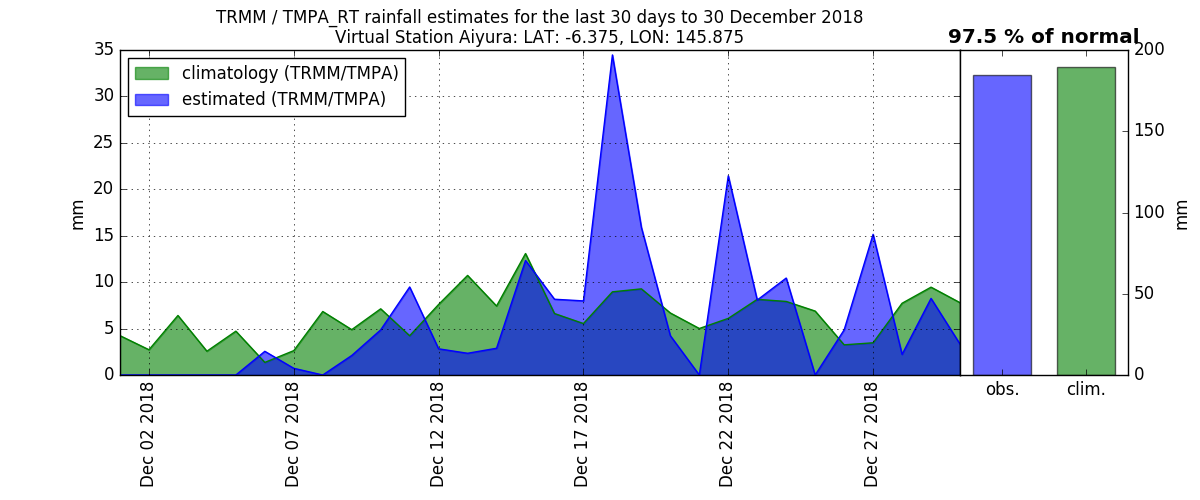 TRMM / TMPA_RT rainfall estimates for the last 30 days to 30 December 2018
Virtual Station Aiyura: LAT: -6.375, LON: 145.875
97.5 % of normal
climatology (TRMM/TMPA)
estimated (TRMM/TMPA)
35
30
25
20
15
10
5
0
mm
Dec 02 2018
Dec 07 2018
Dec 12 2018
Dec 17 2018
Dec 22 2018
Dec 27 2018
200
150
100
50
0
mm
obs.
clim.